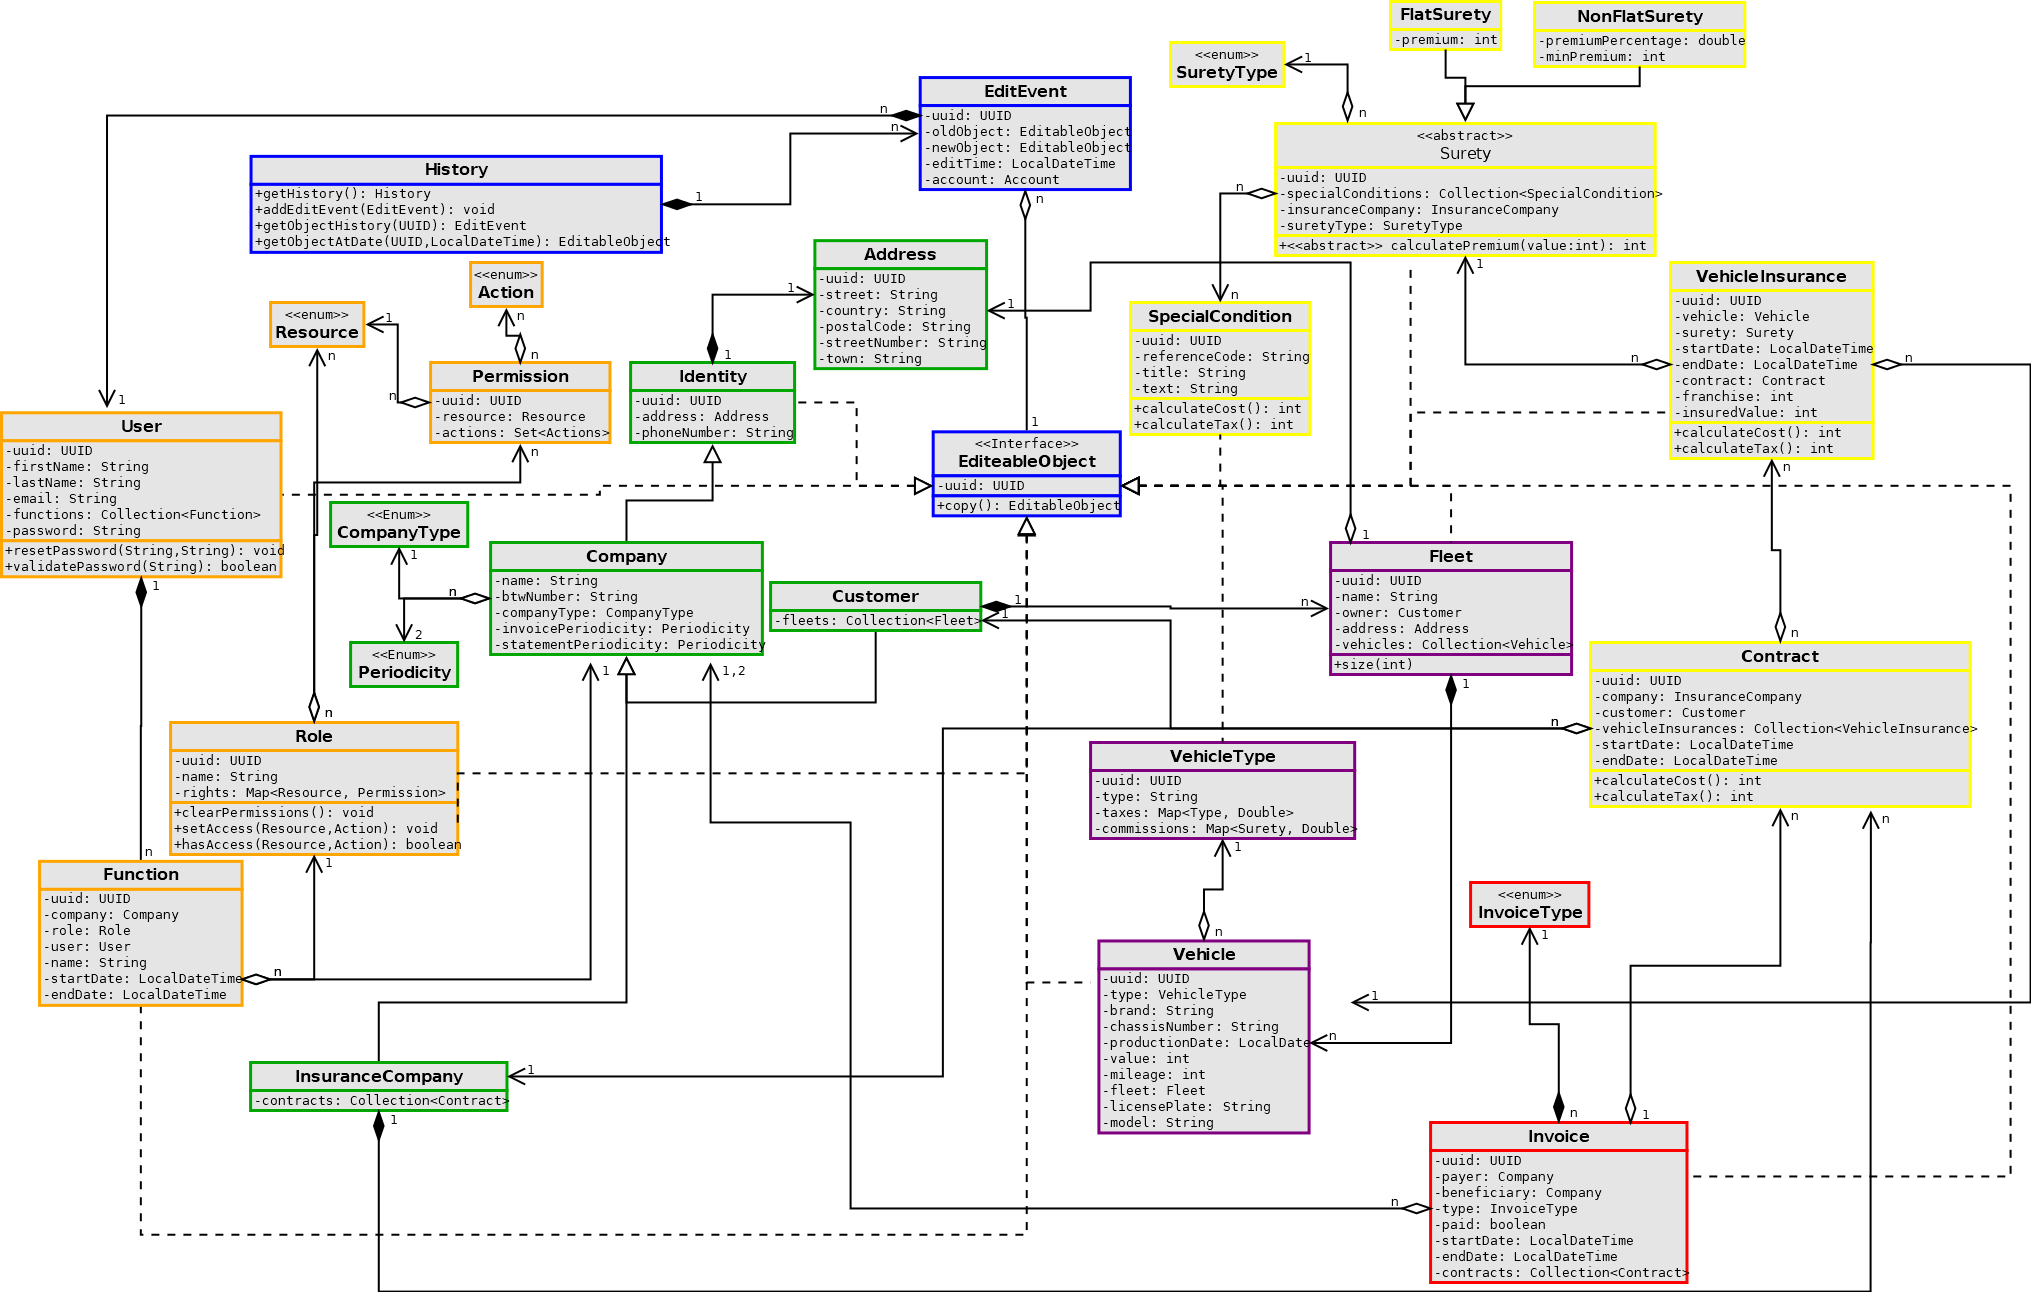 FlatSurety
-premium: int
NonFlatSurety
-premiumPercentage: double
-minPremium: int
<<enum>>
SuretyType
1
n
EditEvent
-uuid: UUID
-oldObject: EditableObject
-newObject: EditableObject
-editTime: LocalDateTime
-account: Account
n
n
n
<<abstract>>
Surety
-uuid: UUID
-specialConditions: Collection<SpecialCondition>
-insuranceCompany: InsuranceCompany
-suretyType: SuretyType
+<<abstract>> calculatePremium(value:int): int
n
1
History
+getHistory(): History
+addEditEvent(EditEvent): void
+getObjectHistory(UUID): EditEvent
+getObjectAtDate(UUID,LocalDateTime): EditableObject
1
Address
-uuid: UUID
-street: String
-country: String
-postalCode: String
-streetNumber: String
-town: String
1
1
<<enum>>
Action
n
n
<<enum>>
Resource
1
n
VehicleInsurance
-uuid: UUID
-vehicle: Vehicle
-surety: Surety
-startDate: LocalDateTime
-endDate: LocalDateTime
-contract: Contract
-franchise: int
-insuredValue: int
+calculateCost(): int
+calculateTax(): int
n
n
n
SpecialCondition
-uuid: UUID
-referenceCode: String
-title: String
-text: String
+calculateCost(): int
+calculateTax(): int
n
Permission
-uuid: UUID
-resource: Resource
-actions: Set<Actions>
n
n
Identity
-uuid: UUID
-address: Address
-phoneNumber: String
1
User
-uuid: UUID
-firstName: String
-lastName: String
-email: String
-functions: Collection<Function>
-password: String
+resetPassword(String,String): void
+validatePassword(String): boolean
1
1
<<Interface>>
EditeableObject
-uuid: UUID
+copy(): EditableObject
1
<<Enum>>
CompanyType
1
Company
-name: String
-btwNumber: String
-companyType: CompanyType
-invoicePeriodicity: Periodicity
-statementPeriodicity: Periodicity
n
1
1,2
<<Enum>>
Periodicity
2
Customer
-fleets: Collection<Fleet>
1
1
Fleet
-uuid: UUID
-name: String
-owner: Customer
-address: Address
-vehicles: Collection<Vehicle>
+size(int)
1
n
1
Contract
-uuid: UUID
-company: InsuranceCompany
-customer: Customer
-vehicleInsurances: Collection<VehicleInsurance>
-startDate: LocalDateTime
-endDate: LocalDateTime
+calculateCost(): int
+calculateTax(): int
n
n
n
n
Role
-uuid: UUID
-name: String
-rights: Map<Resource, Permission>
+clearPermissions(): void
+setAccess(Resource,Action): void
+hasAccess(Resource,Action): boolean
n
1
VehicleType
-uuid: UUID
-type: String
-taxes: Map<Type, Double>
-commissions: Map<Surety, Double>
1
Function
-uuid: UUID
-company: Company
-role: Role
-user: User
-name: String
-startDate: LocalDateTime
-endDate: LocalDateTime
n
n
<<enum>>
InvoiceType
1
Vehicle
-uuid: UUID
-type: VehicleType
-brand: String
-chassisNumber: String
-productionDate: LocalDate
-value: int
-mileage: int
-fleet: Fleet
-licensePlate: String
-model: String
n
1
n
InsuranceCompany
-contracts: Collection<Contract>
1
1
Invoice
-uuid: UUID
-payer: Company
-beneficiary: Company
-type: InvoiceType
-paid: boolean
-startDate: LocalDateTime
-endDate: LocalDateTime
-contracts: Collection<Contract>
n
1
n